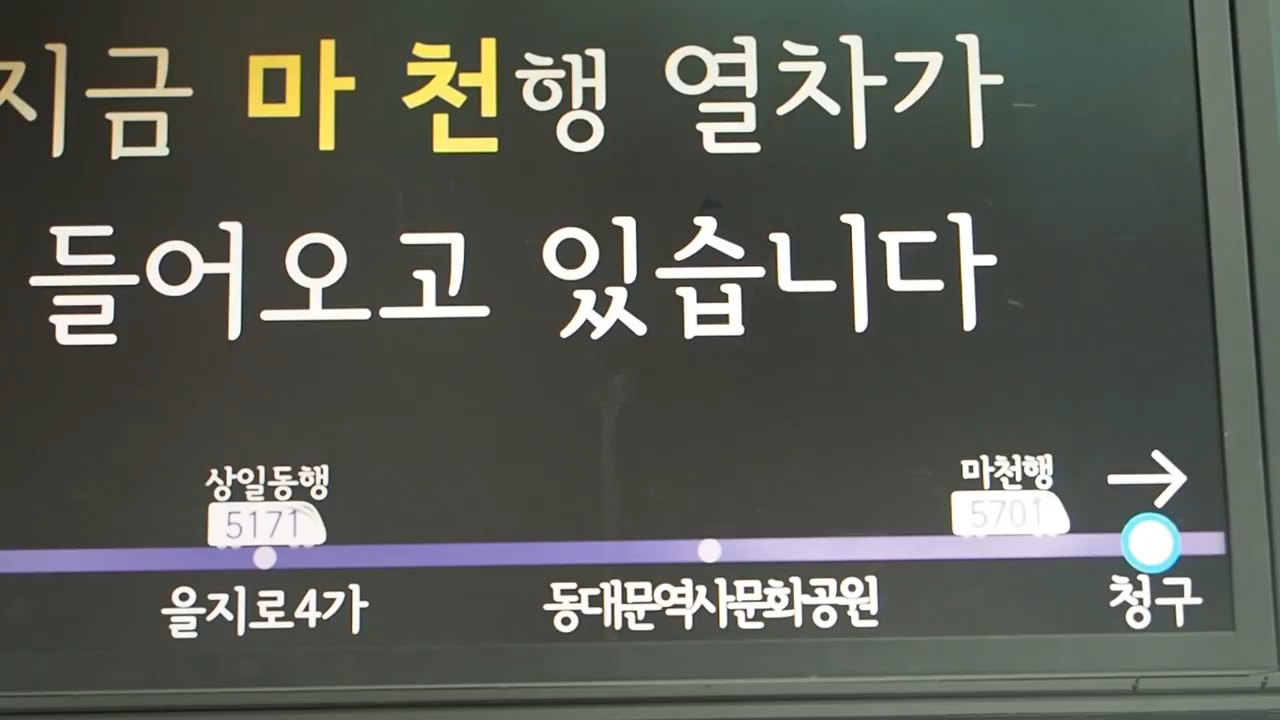 지금 마 천행 열차가
들어오고 있습니다
상일동행 마천행 →
5171 5701
을지로4가 동대문역사문화공원 청구